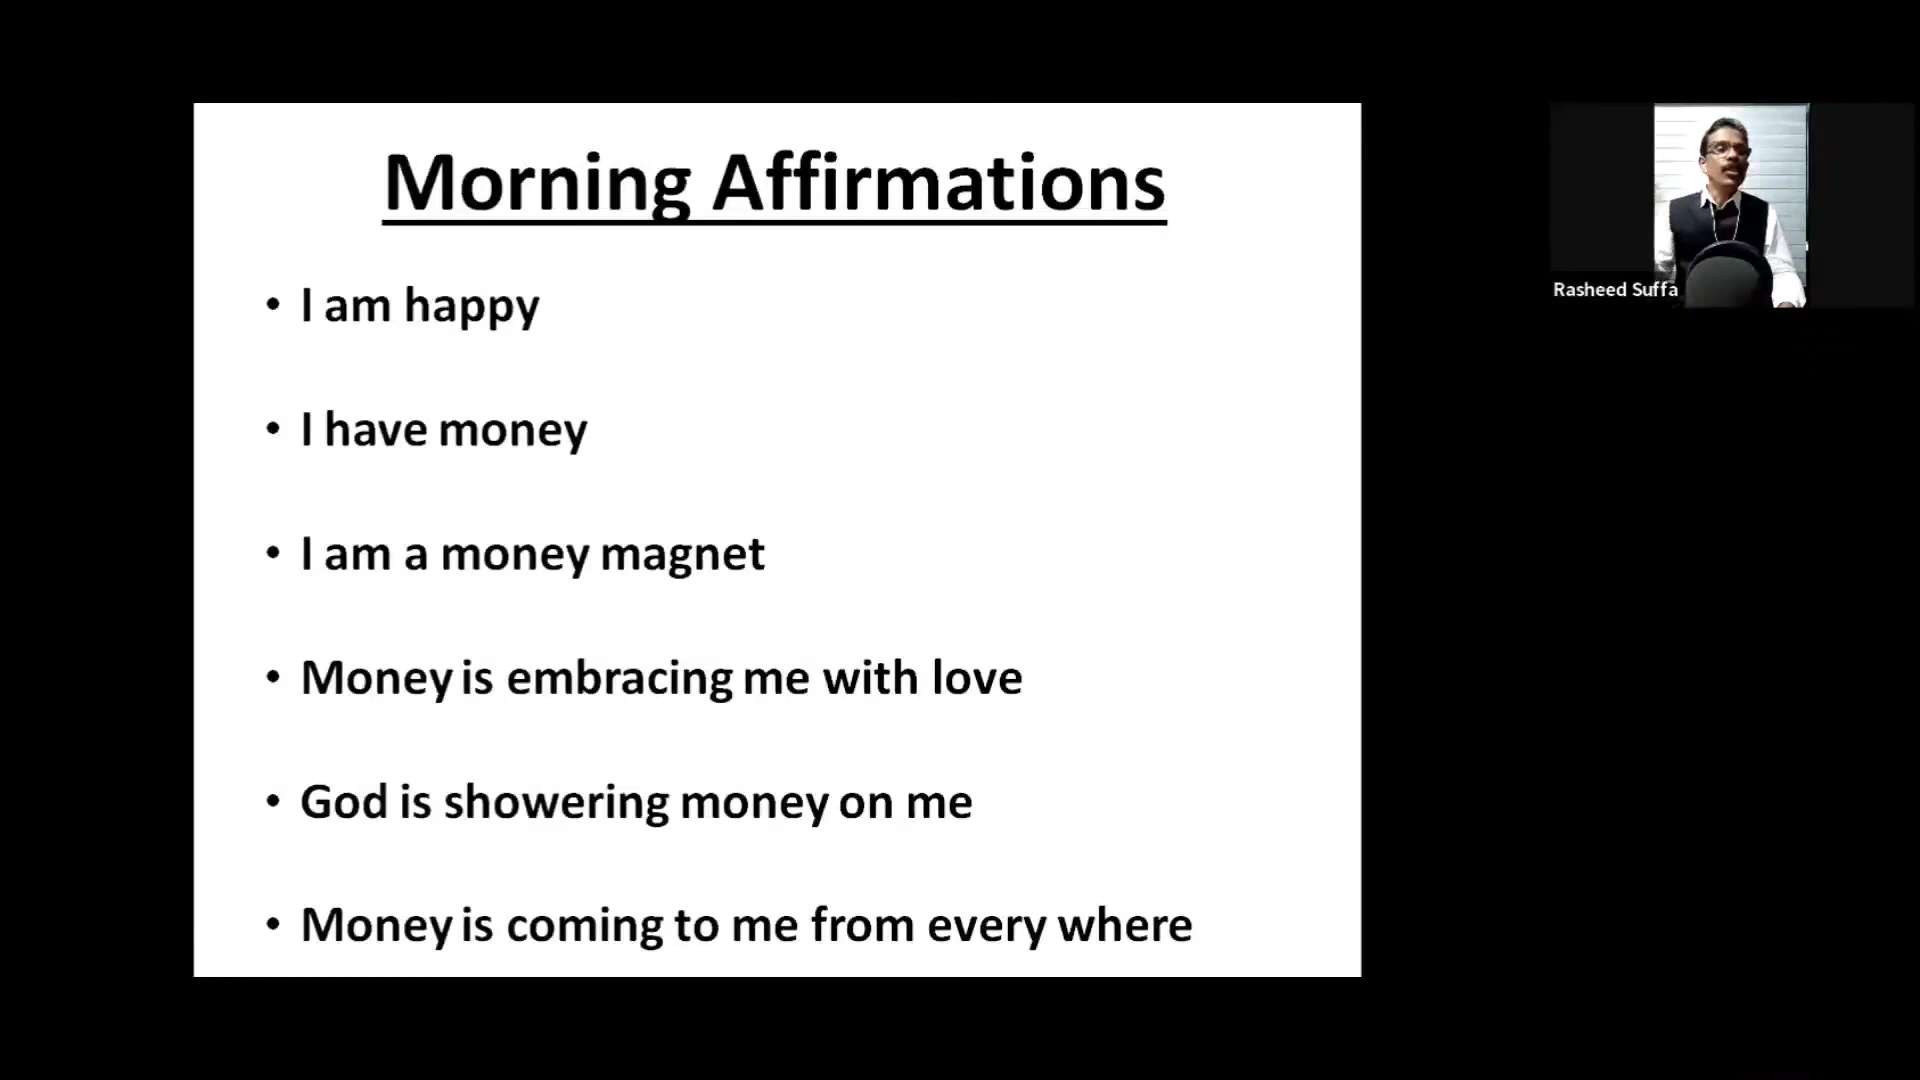 Morning Affirmations
• I am happy
• I have money
• I am a money magnet
• Money is embracing me with love
• God is showering money on me
• Money is coming to me from every where
Rasheed Suffa